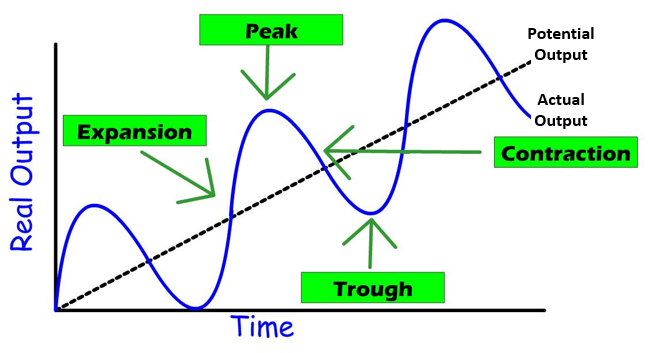 Peak
Potential
Output
Expansion
Actual
Output
Contraction
Real Output
Trough
Time